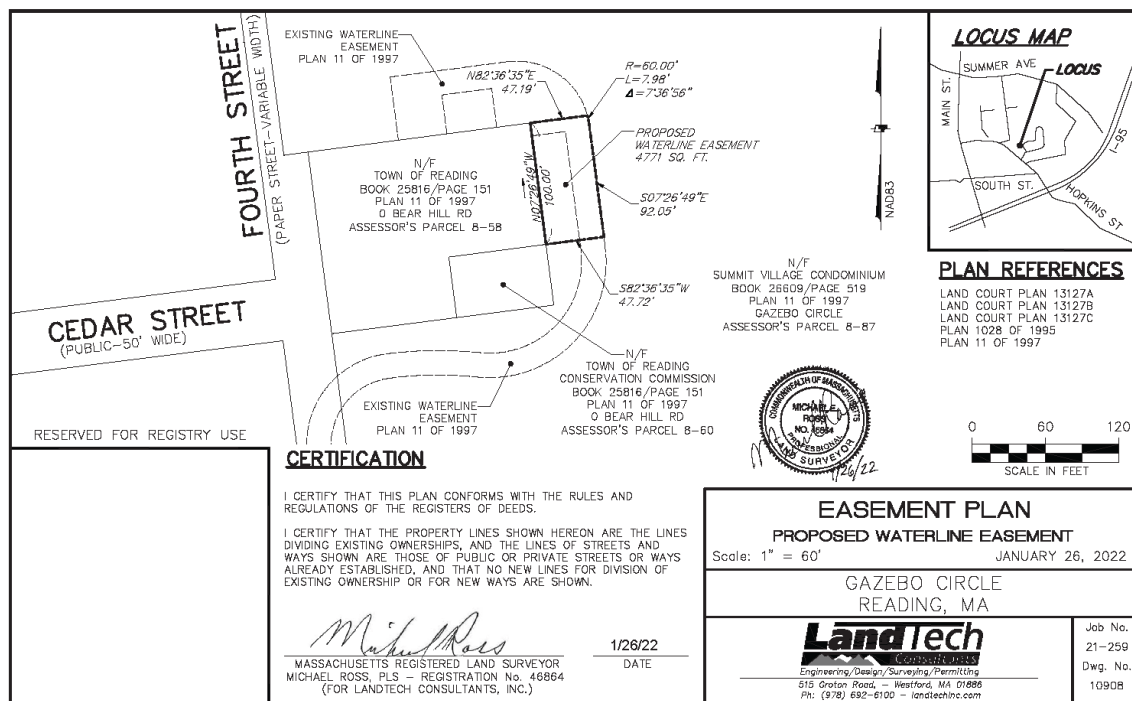 EXISTING WATERLINE
EASEMENT
PLAN 11 OF 1997
FOURTH STREET
(PAPER STREET-VARIABLE WIDTH)
N82°36'35"E
47.19'
R=60.00'
L=7.98'
Δ=7°36'56"
PROPOSED
WATERLINE EASEMENT
4771 SQ. FT.
N07°26'49"W
100.00'
S07°26'49"E
92.05'
N/F
TOWN OF READING
BOOK 25816/PAGE 151
PLAN 11 OF 1997
0 BEAR HILL RD
ASSESSOR'S PARCEL 8-58
S82°36'35"W
47.72'
NAD83
N/F
SUMMIT VILLAGE CONDOMINIUM
BOOK 26609/PAGE 519
PLAN 11 OF 1997
GAZEBO CIRCLE
ASSESSOR'S PARCEL 8-87
CEDAR STREET
(PUBLIC-50' WIDE)
N/F
TOWN OF READING
CONSERVATION COMMISSION
BOOK 25816/PAGE 151
PLAN 11 OF 1997
0 BEAR HILL RD
ASSESSOR'S PARCEL 8-60
EXISTING WATERLINE
EASEMENT
PLAN 11 OF 1997
RESERVED FOR REGISTRY USE
LOCUS MAP
SUMMER AVE
LOCUS
MAIN ST.
I-95
SOUTH ST.
HOPKINS ST
PLAN REFERENCES
LAND COURT PLAN 13127A
LAND COURT PLAN 13127B
LAND COURT PLAN 13127C
PLAN 1028 OF 1995
PLAN 11 OF 1997
COMMONWEALTH OF MASSACHUSETTS
MICHAEL E.
ROSS
PROFESSIONAL
LAND SURVEYOR
1/26/22
0 60 120
SCALE IN FEET
CERTIFICATION
I CERTIFY THAT THIS PLAN CONFORMS WITH THE RULES AND
REGULATIONS OF THE REGISTERS OF DEEDS.
I CERTIFY THAT THE PROPERTY LINES SHOWN HEREON ARE THE LINES
DIVIDING EXISTING OWNERSHIPS, AND THE LINES OF STREETS AND
WAYS SHOWN ARE THOSE OF PUBLIC OR PRIVATE STREETS OR WAYS
ALREADY ESTABLISHED, AND THAT NO NEW LINES FOR DIVISION OF
EXISTING OWNERSHIP OR FOR NEW WAYS ARE SHOWN.
Michael Ross
1/26/22
MASSACHUSETTS REGISTERED LAND SURVEYOR
DATE
MICHAEL ROSS, PLS - REGISTRATION No. 46864
(FOR LANDTECH CONSULTANTS, INC.)
EASEMENT PLAN
PROPOSED WATERLINE EASEMENT
Scale: 1" = 60' JANUARY 26, 2022
GAZEBO CIRCLE
READING, MA
LandTech
Consultants
Engineering/Design/Surveying/Permitting
515 Groton Road, - Westford, MA 01886
Ph: (978) 692-6100 - landtechinc.com
Job No.
21-259
Dwg. No.
10908